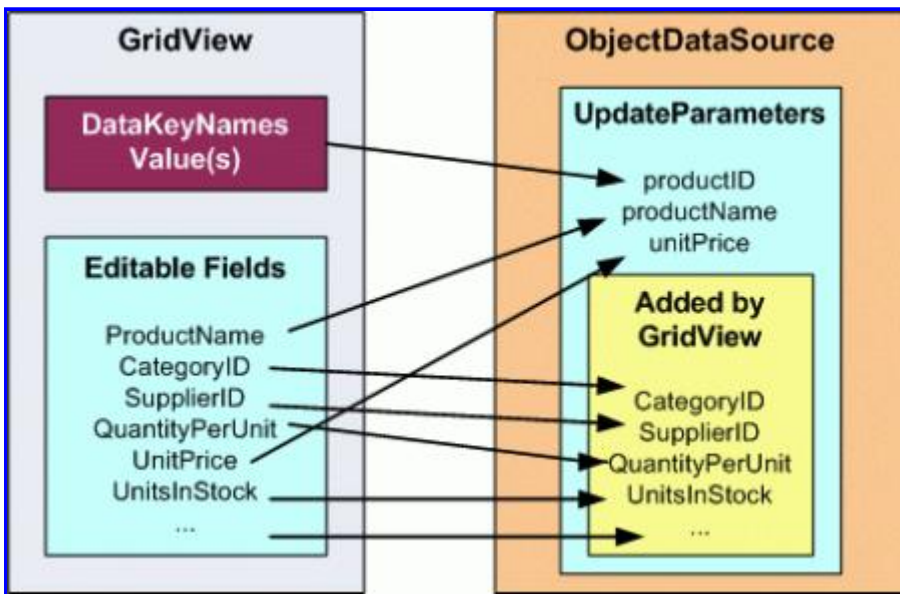 GridView
DataKeyNames
Value(s)
Editable Fields
ProductName
CategoryID
SupplierID
QuantityPerUnit
UnitPrice
UnitsInStock
...
ObjectDataSource
UpdateParameters
productID
productName
unitPrice
Added by
GridView
CategoryID
SupplierID
QuantityPerUnit
UnitsInStock
...